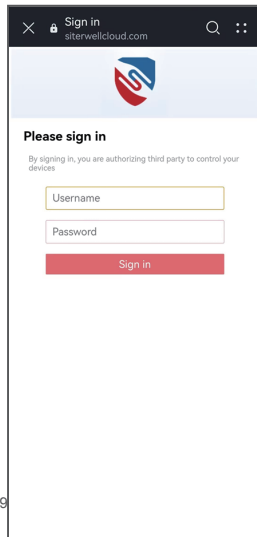 Sign in
siterwellcloud.com
Please sign in
By signing in, you are authorizing third party to control your
devices
Username
Password
Sign in
9